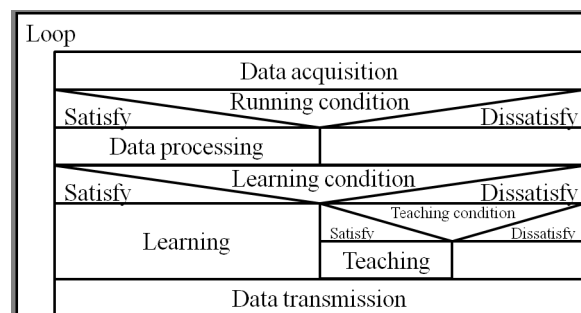 Loop
Data acquisition
Running condition
Satisfy
Dissatisfy
Data processing
Learning condition
Satisfy
Dissatisfy
Teaching condition
Learning
Satisfy
Dissatisfy
Teaching
Data transmission